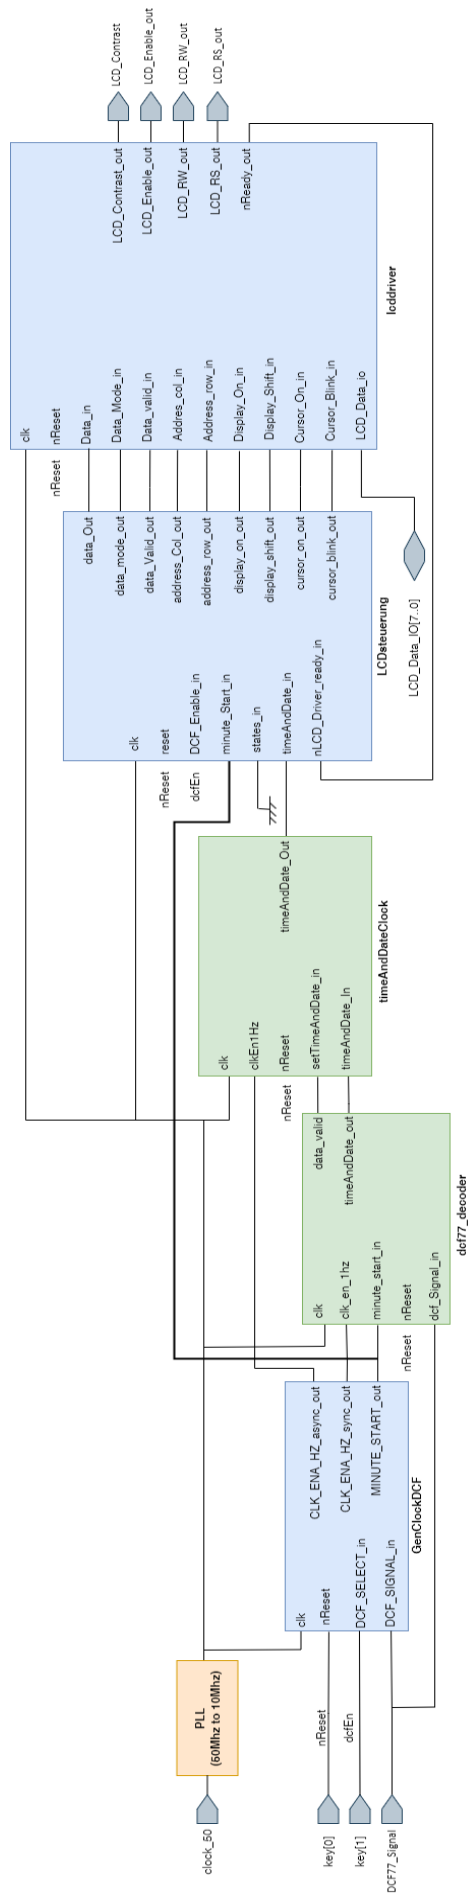 clock_50
key[0]
key[1]
DCF77_Signal
PLL
(50Mhz to 10Mhz)
nReset
dcfEn
clk
nReset
DCF_SELECT_in
DCF_SIGNAL_in
CLK_ENA_HZ_async_out
CLK_ENA_HZ_sync_out
MINUTE_START_out
GenClockDCF
nReset
clk
clk_en_1hz
minute_start_in
nReset
dcf_Signal_in
data_valid
timeAndDate_out
dcf77_decoder
nReset
clk
clkEn1Hz
nReset
setTimeAndDate_in
timeAndDate_In
timeAndDate_Out
timeAndDateClock
nReset
dcfEn
clk
reset
DCF_Enable_in
minute_Start_in
states_in
timeAndDate_in
nLCD_Driver_ready_in
data_Out
data_mode_out
data_Valid_out
address_Col_out
address_row_out
display_on_out
display_shift_out
cursor_on_out
cursor_blink_out
LCDsteuerung
LCD_Data_IO[7..0]
nReset
clk
nReset
Data_in
Data_Mode_in
Data_valid_in
Addres_col_in
Address_row_in
Display_On_in
Display_Shift_in
Cursor_On_in
Cursor_Blink_in
LCD_Data_io
LCD_Contrast_out
LCD_Enable_out
LCD_RW_out
LCD_RS_out
nReady_out
lcddriver
LCD_Contrast
LCD_Enable_out
LCD_RW_out
LCD_RS_out